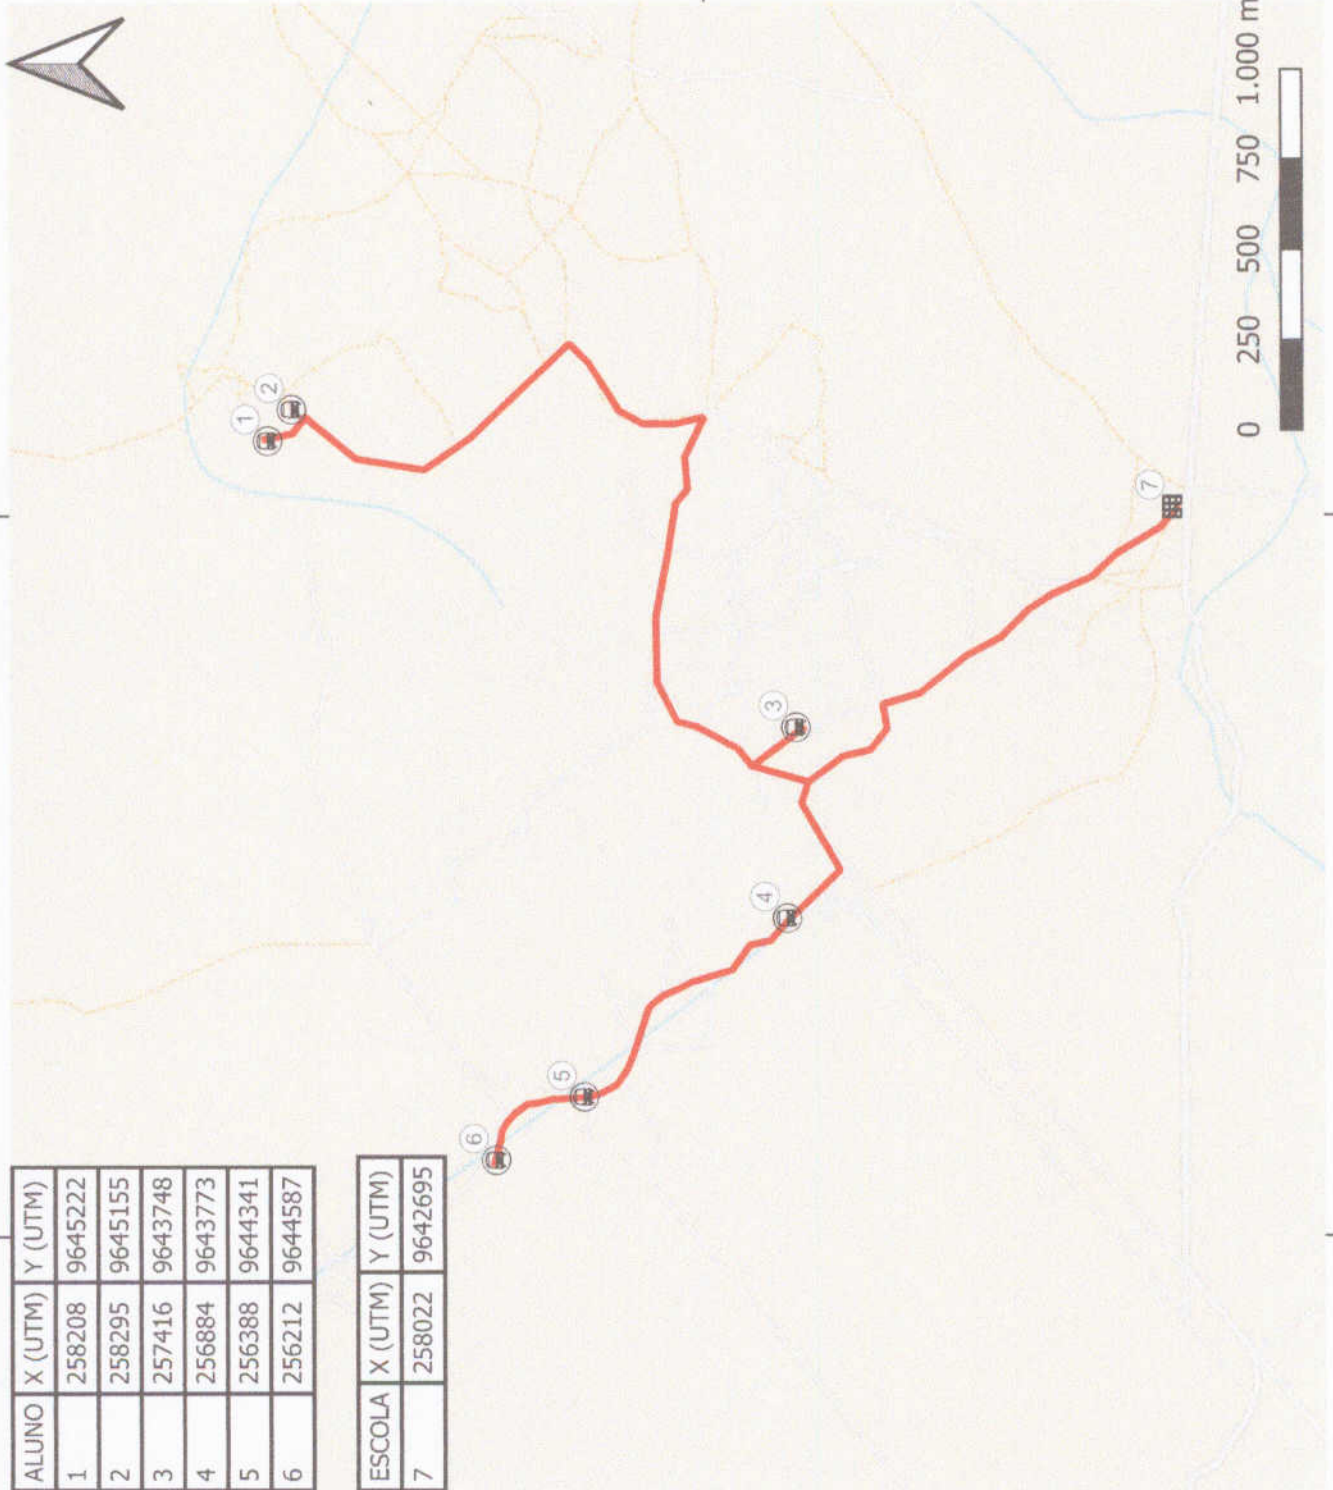 ALUNO X (UTM) Y (UTM)
1 258208 9645222
2 258295 9645155
3 257416 9643748
4 256884 9643773
5 256388 9644341
6 256212 9644587
ESCOLA X (UTM) Y (UTM)
7 258022 9642695
1
2
3
4
5
6
7
0 250 500 750 1.000 m